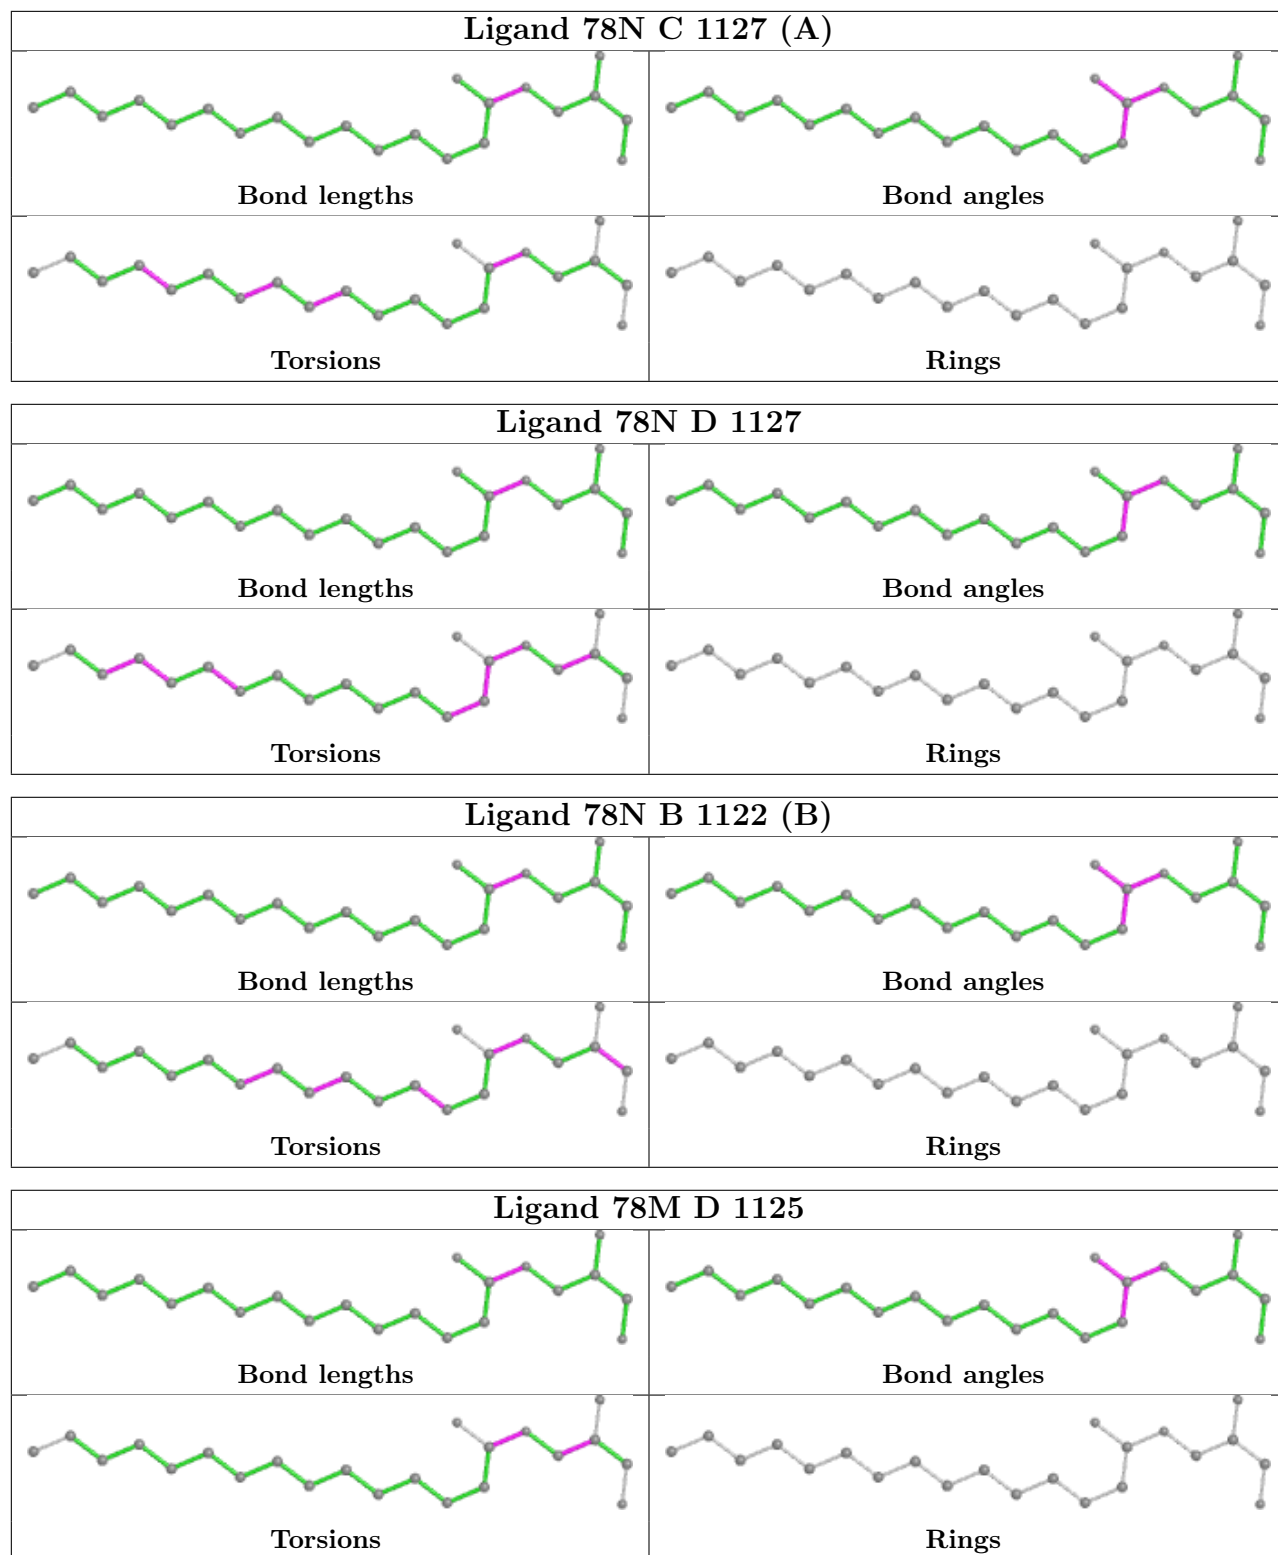 Ligand 78N C 1127 (A)
Bond lengths
Bond angles
Torsions
Rings
Ligand 78N D 1127
Bond lengths
Bond angles
Torsions
Rings
Ligand 78N B 1122 (B)
Bond lengths
Bond angles
Torsions
Rings
Ligand 78M D 1125
Bond lengths
Bond angles
Torsions
Rings